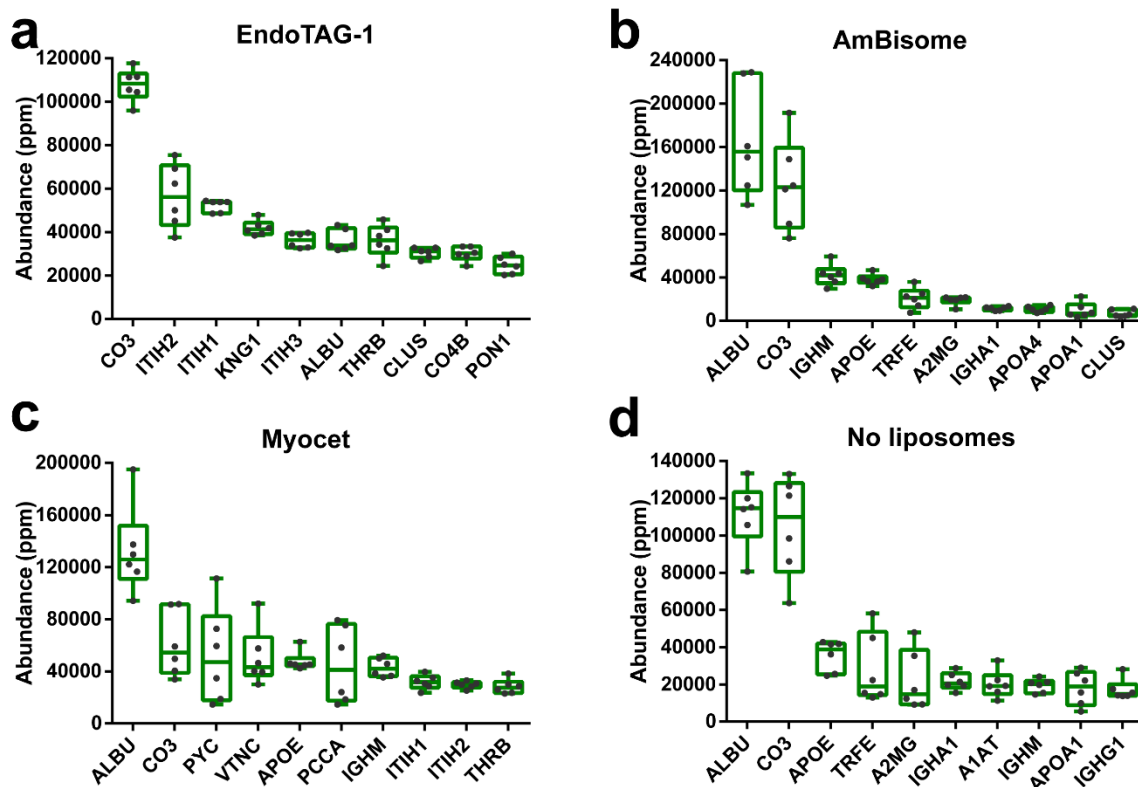 a
EndoTAG-1
Abundance (ppm)
120000
100000
80000
60000
40000
20000
0
CO3
ITIH2
ITIH1
KNG1
ITIH3
ALBU
THRB
CLUS
CO4B
PON1
b
AmBisome
Abundance (ppm)
240000
200000
160000
120000
80000
40000
0
ALBU
CO3
IGHM
APOE
TRFE
A2MG
IGHA1
APOA4
APOA1
CLUS
c
Myocet
Abundance (ppm)
200000
160000
120000
80000
40000
0
ALBU
CO3
PYC
VTNC
APOE
PCCA
IGHM
ITIH1
ITIH2
THRB
d
No liposomes
Abundance (ppm)
140000
120000
100000
80000
60000
40000
20000
0
ALBU
CO3
APOE
TRFE
A2MG
IGHA1
A1AT
IGHM
APOA1
IGHG1